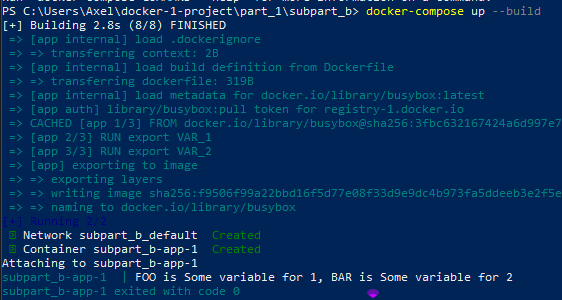 PS C:\Users\Axel\docker-1-project\part_1\subpart_b> docker-compose up --build
[+] Building 2.8s (8/8) FINISHED
=> [app internal] load .dockerignore
=> => transferring context: 2B
=> [app internal] load build definition from Dockerfile
=> => transferring dockerfile: 319B
=> [app internal] load metadata for docker.io/library/busybox:latest
=> [app auth] library/busybox:pull token for registry-1.docker.io
=> CACHED [app 1/3] FROM docker.io/library/busybox@sha256:3fbc632167424a6d997e7
=> [app 2/3] RUN export VAR_1
=> [app 3/3] RUN export VAR_2
=> [app] exporting to image
=> => exporting layers
=> => writing image sha256:f9506f99a22bbd16f5d77e08f33d9e9dc4b973fa5ddeeb3e2f5e
=> => naming to docker.io/library/busybox
[+] Running 2/2
Network subpart_b_default Created
Container subpart_b-app-1 Created
Attaching to subpart_b-app-1
subpart_b-app-1 | FOO is Some variable for 1, BAR is Some variable for 2
subpart_b-app-1 exited with code 0